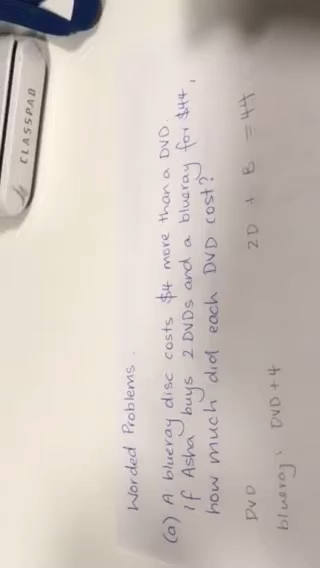 CLASSPAD
Worded Problems.
(a) A blueray disc costs $4 more than a DVD.
If Asha buys 2 DVDs and a blueray for $44,
how much did each DVD cost?
DVD
2D + B = 44
blueray: DVD + 4